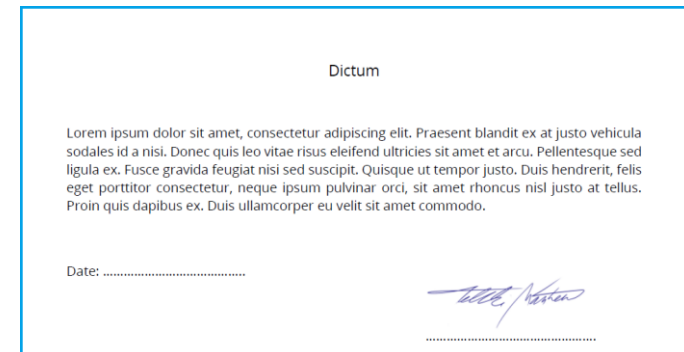 Dictum
Lorem ipsum dolor sit amet, consectetur adipiscing elit. Praesent blandit ex at justo vehicula
sodales id a nisi. Donec quis leo vitae risus eleifend ultricies sit amet et arcu. Pellentesque sed
ligula ex. Fusce gravida feugiat nisi sed suscipit. Quisque ut tempor justo. Duis hendrerit, felis
eget porttitor consectetur, neque ipsum pulvinar orci, sit amet rhoncus nisl justo at tellus.
Proin quis dapibus ex. Duis ullamcorper eu velit sit amet commodo.
Date: .......................................